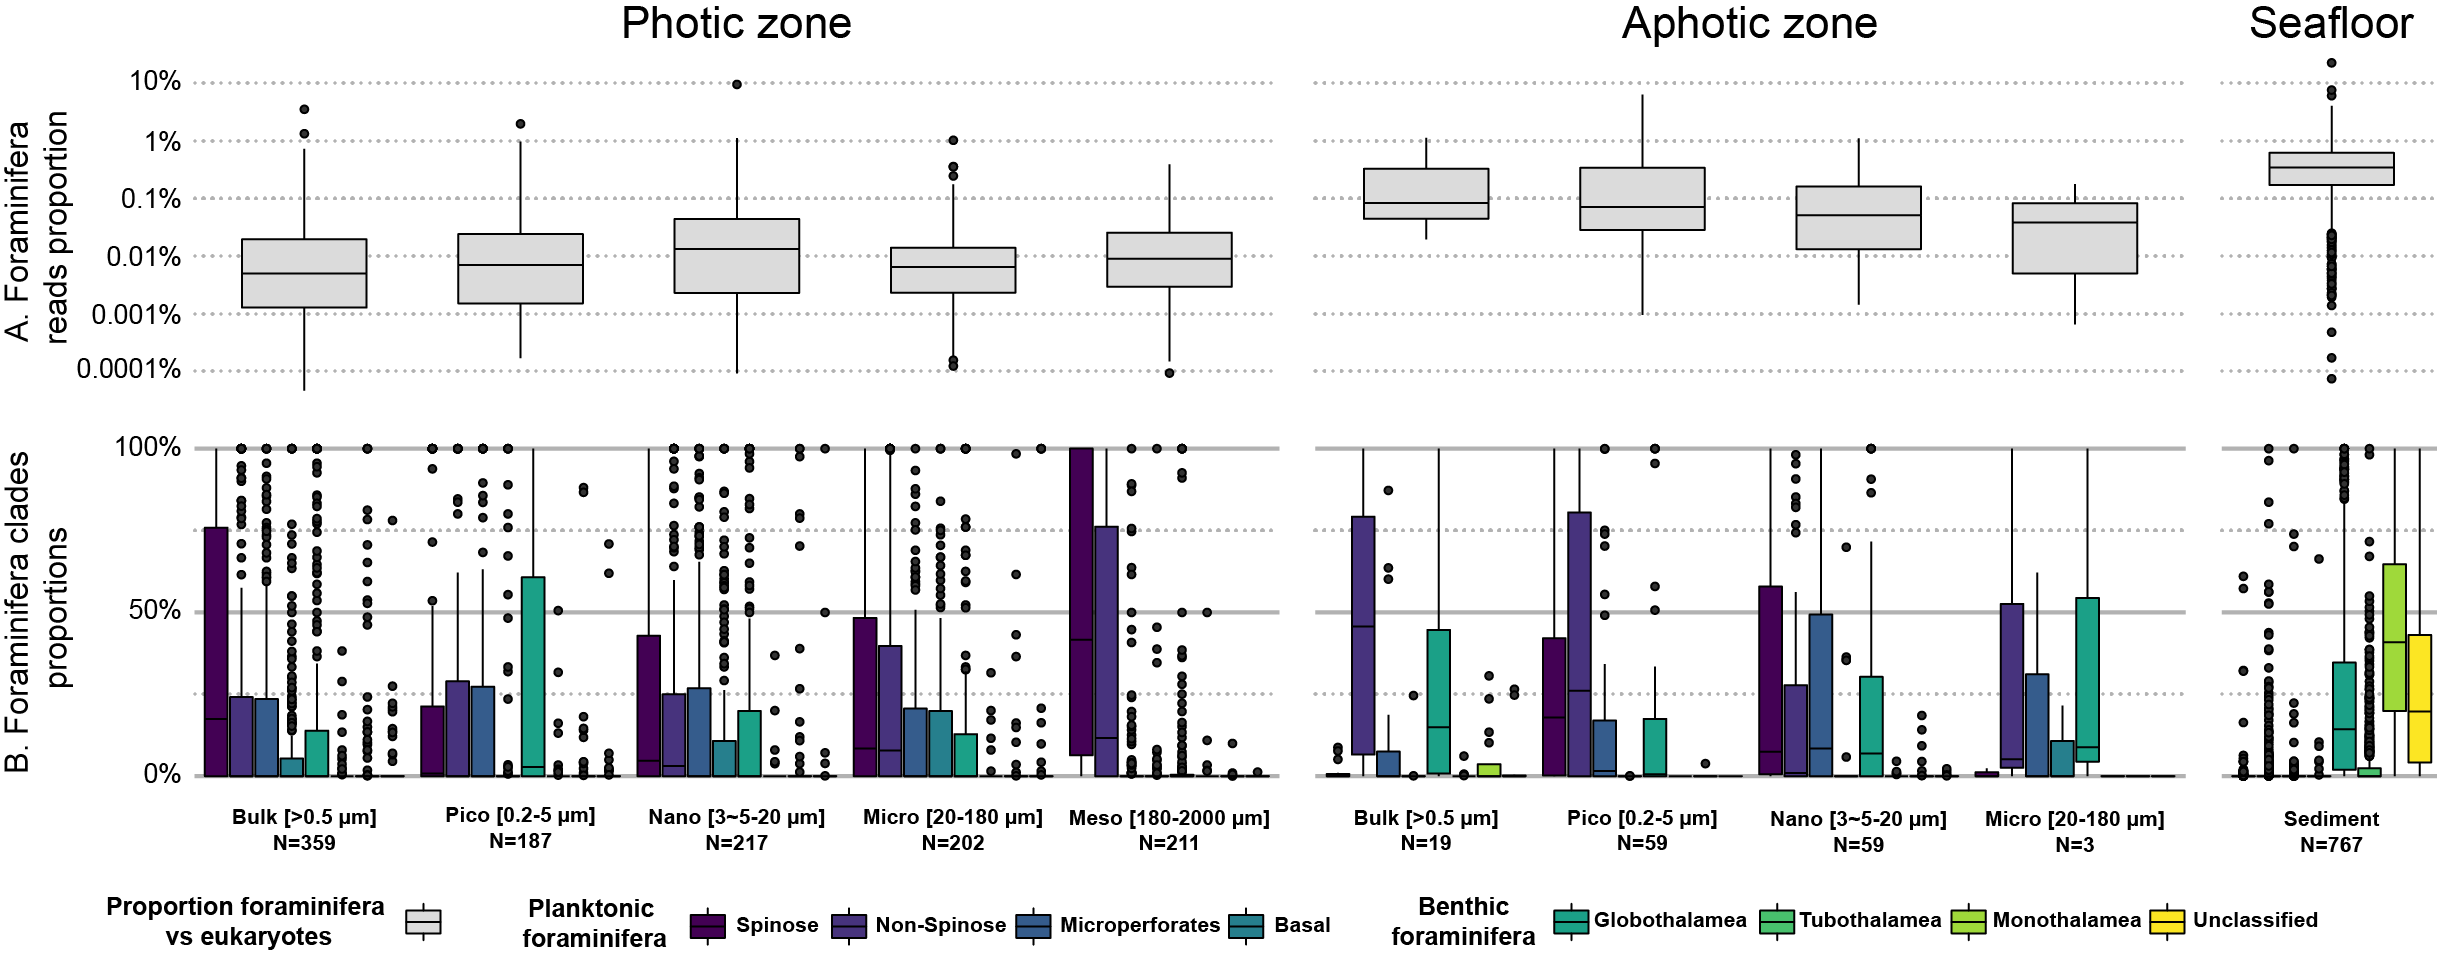 Photic zone
Aphotic zone
Seafloor
A. Foraminifera
reads proportion
10%
1%
0.1%
0.01%
0.001%
0.0001%
B. Foraminifera clades
proportions
100%
50%
0%
Bulk [>0.5 µm]
N=359
Pico [0.2-5 µm]
N=187
Nano [3~5-20 µm]
N=217
Micro [20-180 µm]
N=202
Meso [180-2000 µm]
N=211
Bulk [>0.5 µm]
N=19
Pico [0.2-5 µm]
N=59
Nano [3~5-20 µm]
N=59
Micro [20-180 µm]
N=3
Sediment
N=767
Proportion foraminifera
vs eukaryotes
Planktonic
foraminifera
Spinose
Non-Spinose
Microperforates
Basal
Benthic
foraminifera
Globothalamea
Tubothalamea
Monothalamea
Unclassified